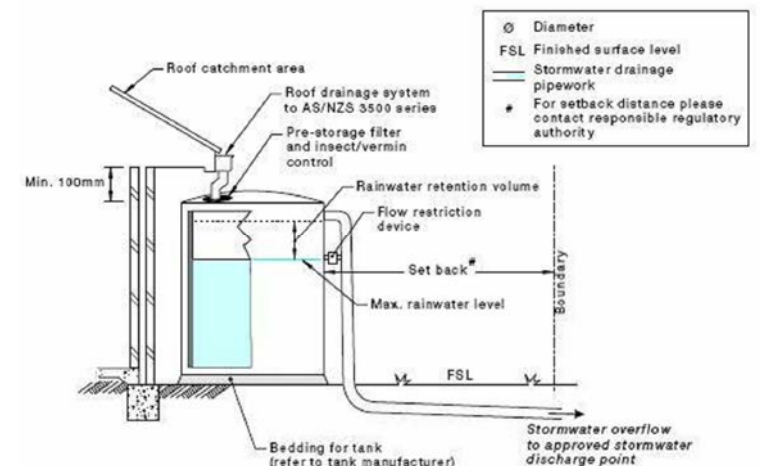 Ø Diameter
FSL Finished surface level
Stormwater drainage
pipework
# For setback distance please
contact responsible regulatory
authority
Roof catchment area
Roof drainage system
to AS/NZS 3500 series
Pre-storage filter
and insect/vermin
control
Min. 100mm
Rainwater retention volume
Flow restriction
device
Set back#
Boundary
Max. rainwater level
FSL
Stormwater overflow
to approved stormwater
discharge point
Bedding for tank
(refer to tank manufacturer)